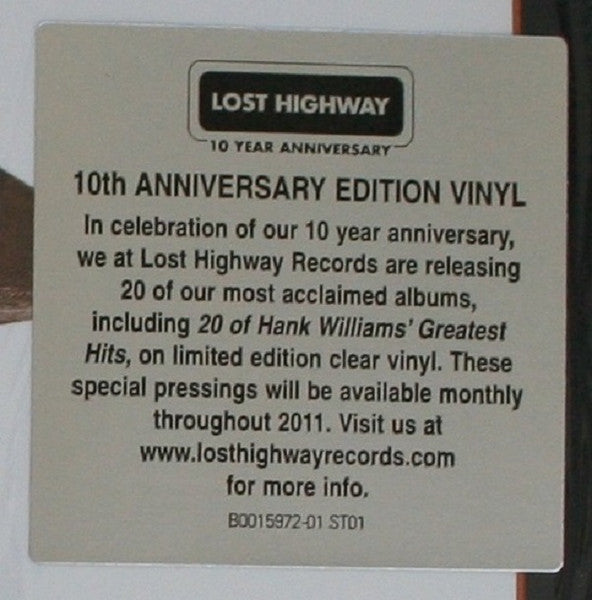 LOST HIGHWAY
10 YEAR ANNIVERSARY
10th ANNIVERSARY EDITION VINYL
In celebration of our 10 year anniversary,
we at Lost Highway Records are releasing
20 of our most acclaimed albums,
including 20 of Hank Williams' Greatest
Hits, on limited edition clear vinyl. These
special pressings will be available monthly
throughout 2011. Visit us at
www.losthighwayrecords.com
for more info.
B0015972-01 ST01